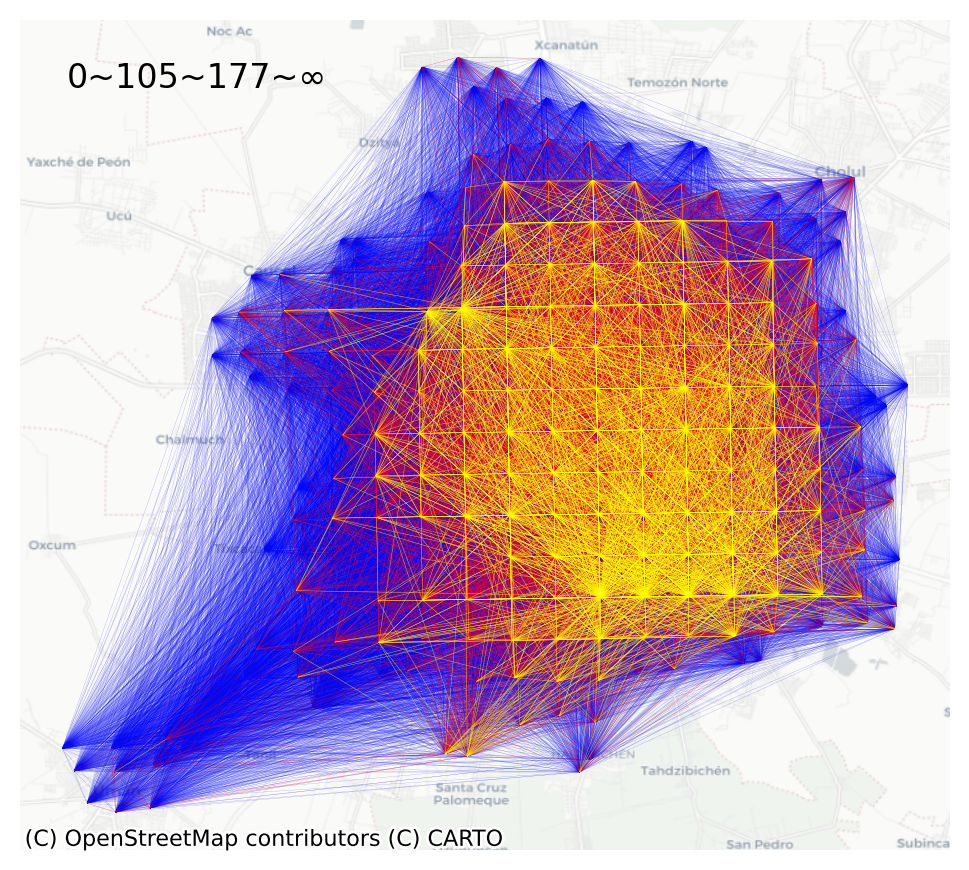 Noc Ac
Xcanatún
0~105~177~∞
Temozón Norte
Dzitya
Yaxché de Peón
Cholul
Ucú
Chalmuch
Oxcum
Tahdzibichén
Santa Cruz
Palomeque
San Pedro
Subinca
(C) OpenStreetMap contributors (C) CARTO